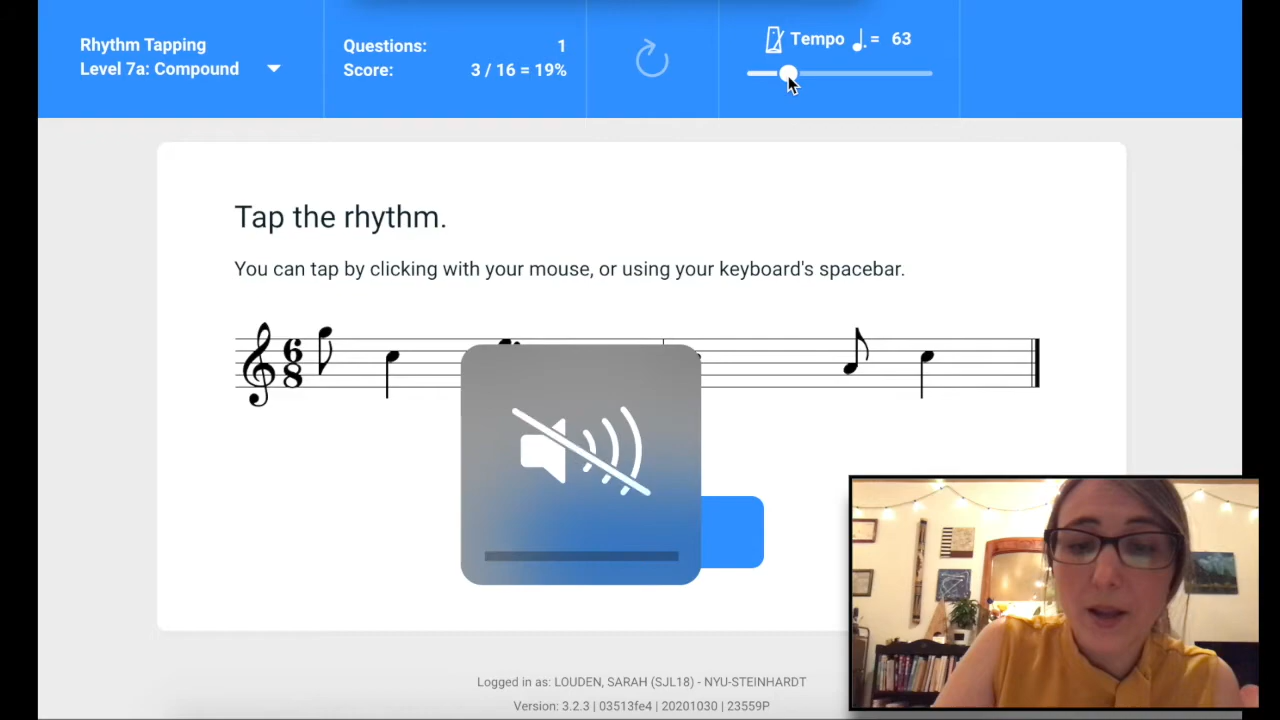 Rhythm Tapping
Level 7a: Compound
Questions: 1
Score: 3 / 16 = 19%
Tempo = 63
Tap the rhythm.
You can tap by clicking with your mouse, or using your keyboard's spacebar.
6
8
Logged in as: LOUDEN, SARAH (SJL18) - NYU-STEINHARDT
Version: 3.2.3 | 03513fe4 | 20201030 | 23559P